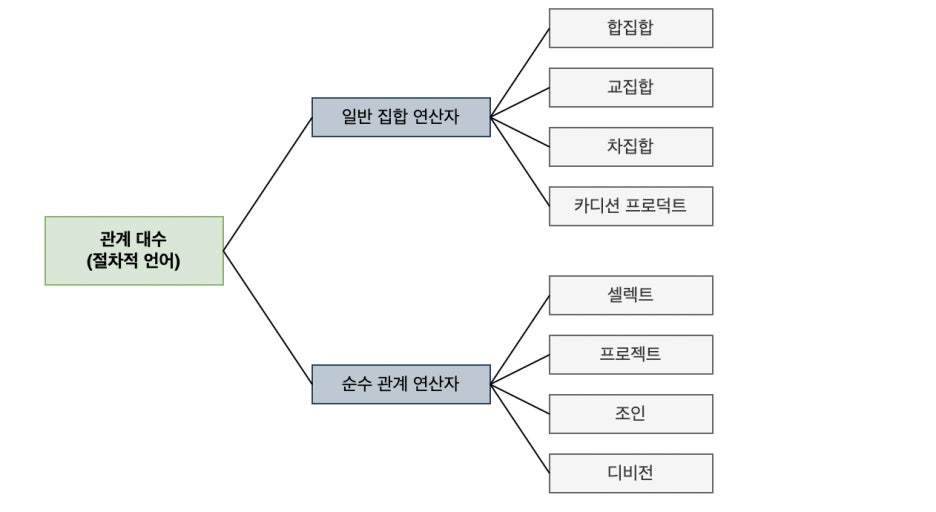 관계 대수
(절차적 언어)
일반 집합 연산자
합집합
교집합
차집합
카디션 프로덕트
순수 관계 연산자
셀렉트
프로젝트
조인
디비전